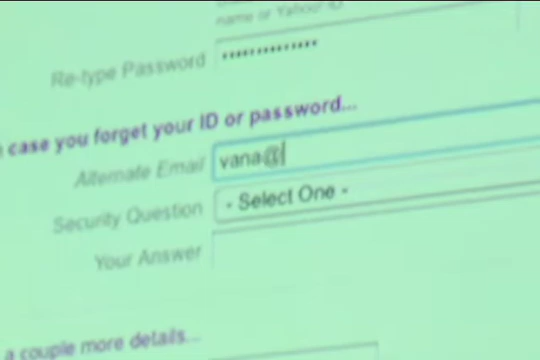 name or Yahoo! ID.
Re-type Password ••••••••••••••
case you forget your ID or password...
Alternate Email vana@
Security Question - Select One -
Your Answer
a couple more details...